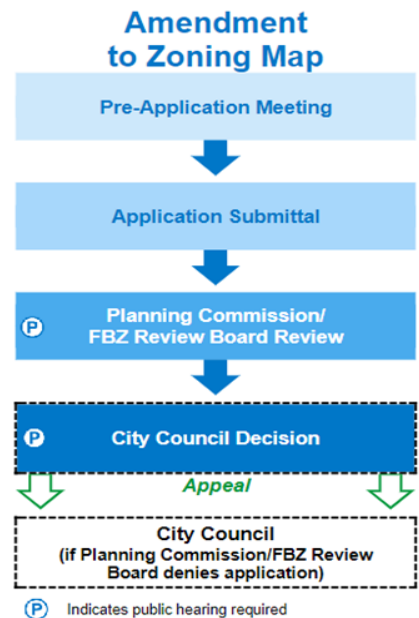 Amendment
to Zoning Map
Pre-Application Meeting
Application Submittal
Planning Commission/
P
FBZ Review Board Review
P
City Council Decision
Appeal
City Council
(if Planning Commission/FBZ Review
Board denies application)
P Indicates public hearing required